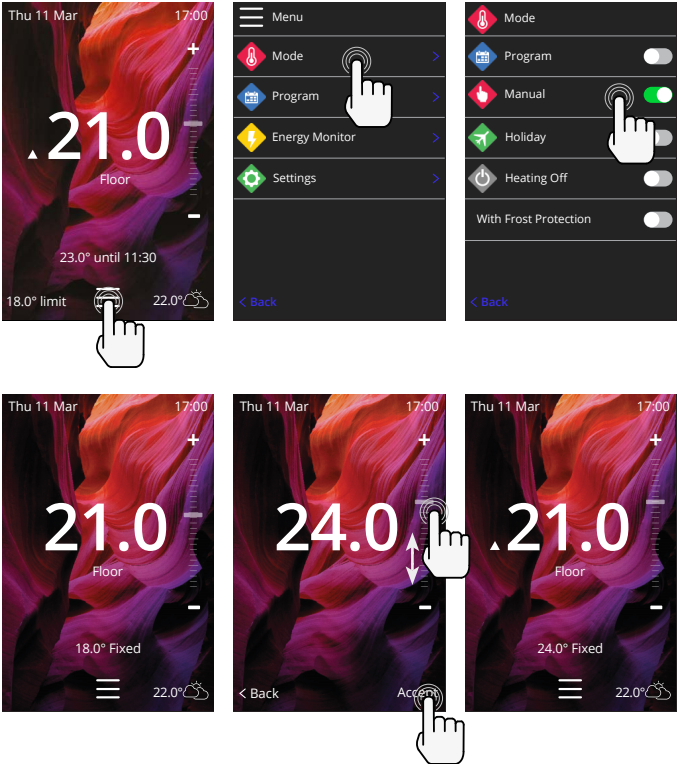 Thu 11 Mar 17:00
+
21.0
Floor
-
23.0° until 11:30
18.0° limit 22.0°
Menu
Mode >
Program >
Energy Monitor >
Settings >
< Back
Mode
Program
Manual
Holiday
Heating Off
With Frost Protection
< Back
Thu 11 Mar 17:00
+
21.0
Floor
-
18.0° Fixed
22.0°
Thu 11 Mar 17:00
+
24.0
-
< Back Accept
Thu 11 Mar 17:00
+
21.0
Floor
-
24.0° Fixed
22.0°